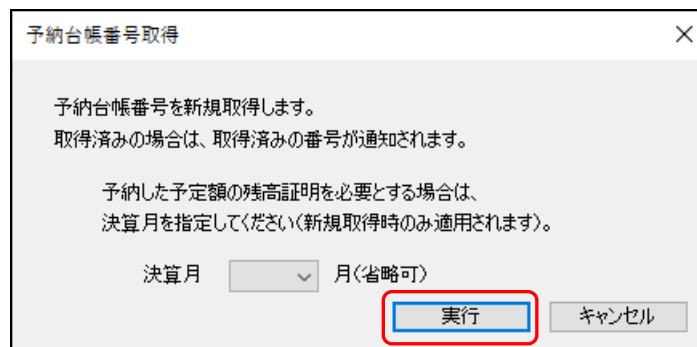 予納台帳番号取得
予納台帳番号を新規取得します。
取得済みの場合は、取得済みの番号が通知されます。
予納した予定額の残高証明を必要とする場合は、
決算月を指定してください(新規取得時のみ適用されます)。
決算月 月(省略可)
実行 キャンセル